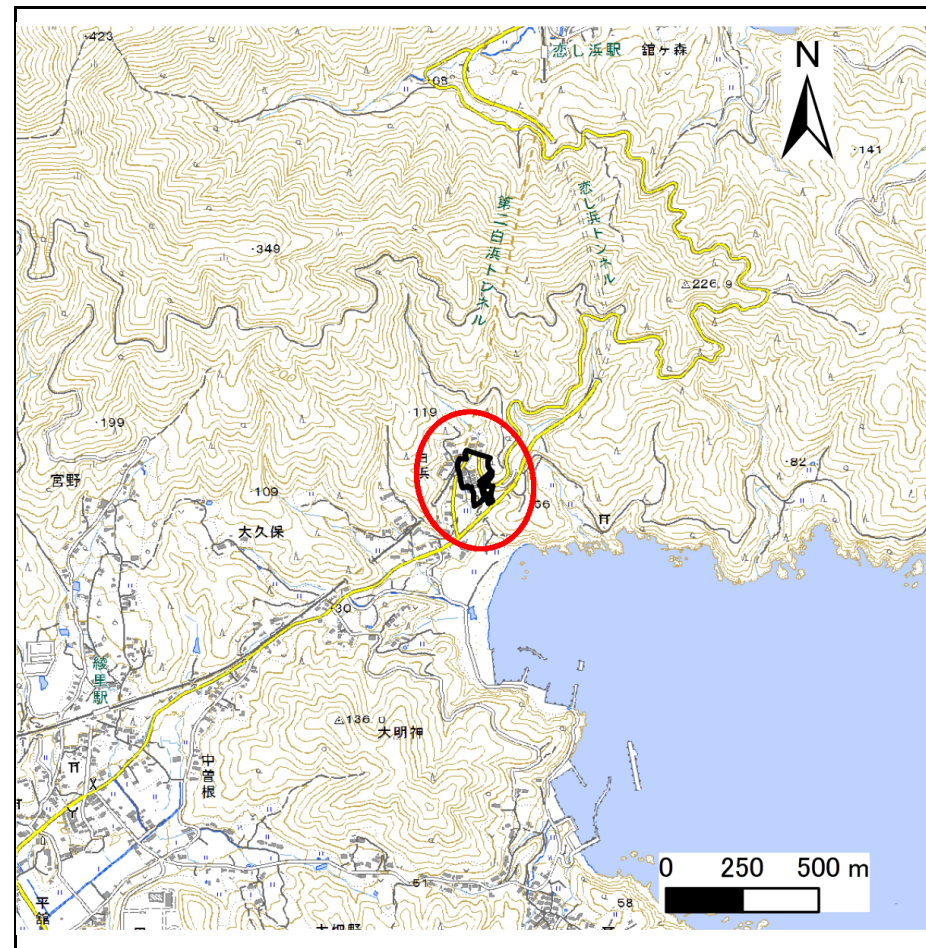 ·423
恋し浜駅
舘ヶ森
N
68
·141
第二白浜トンネル
恋し浜トンネル
·349
△226.9
·119
·199
白浜
·82
宮野
·109
56
大久保
·30
綾里駅
△136.0
大明神
中曽根
0 250 500 m
51
58
平舘